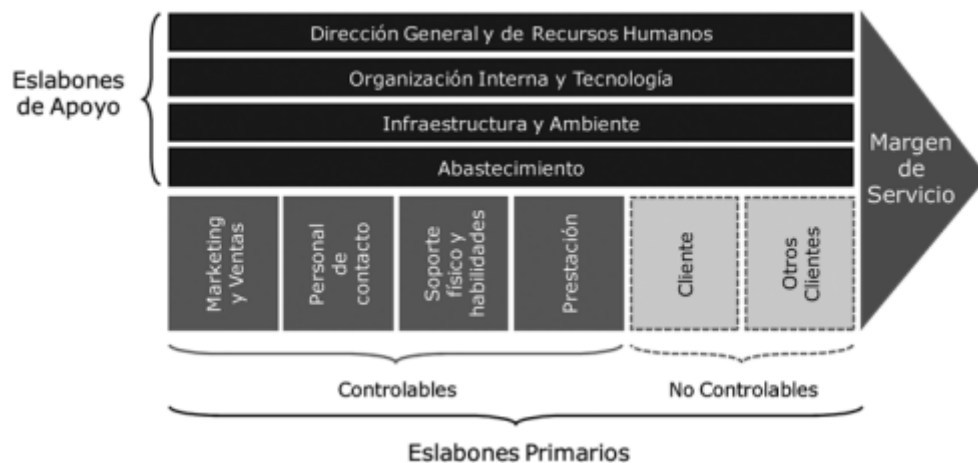 Dirección General y de Recursos Humanos
Organización Interna y Tecnología
Infraestructura y Ambiente
Abastecimiento
Eslabones
de Apoyo
Margen
de
Servicio
Marketing
y Ventas
Personal
de
contacto
Soporte
físico y
habilidades
Prestación
Cliente
Otros
Clientes
Controlables
No Controlables
Eslabones Primarios